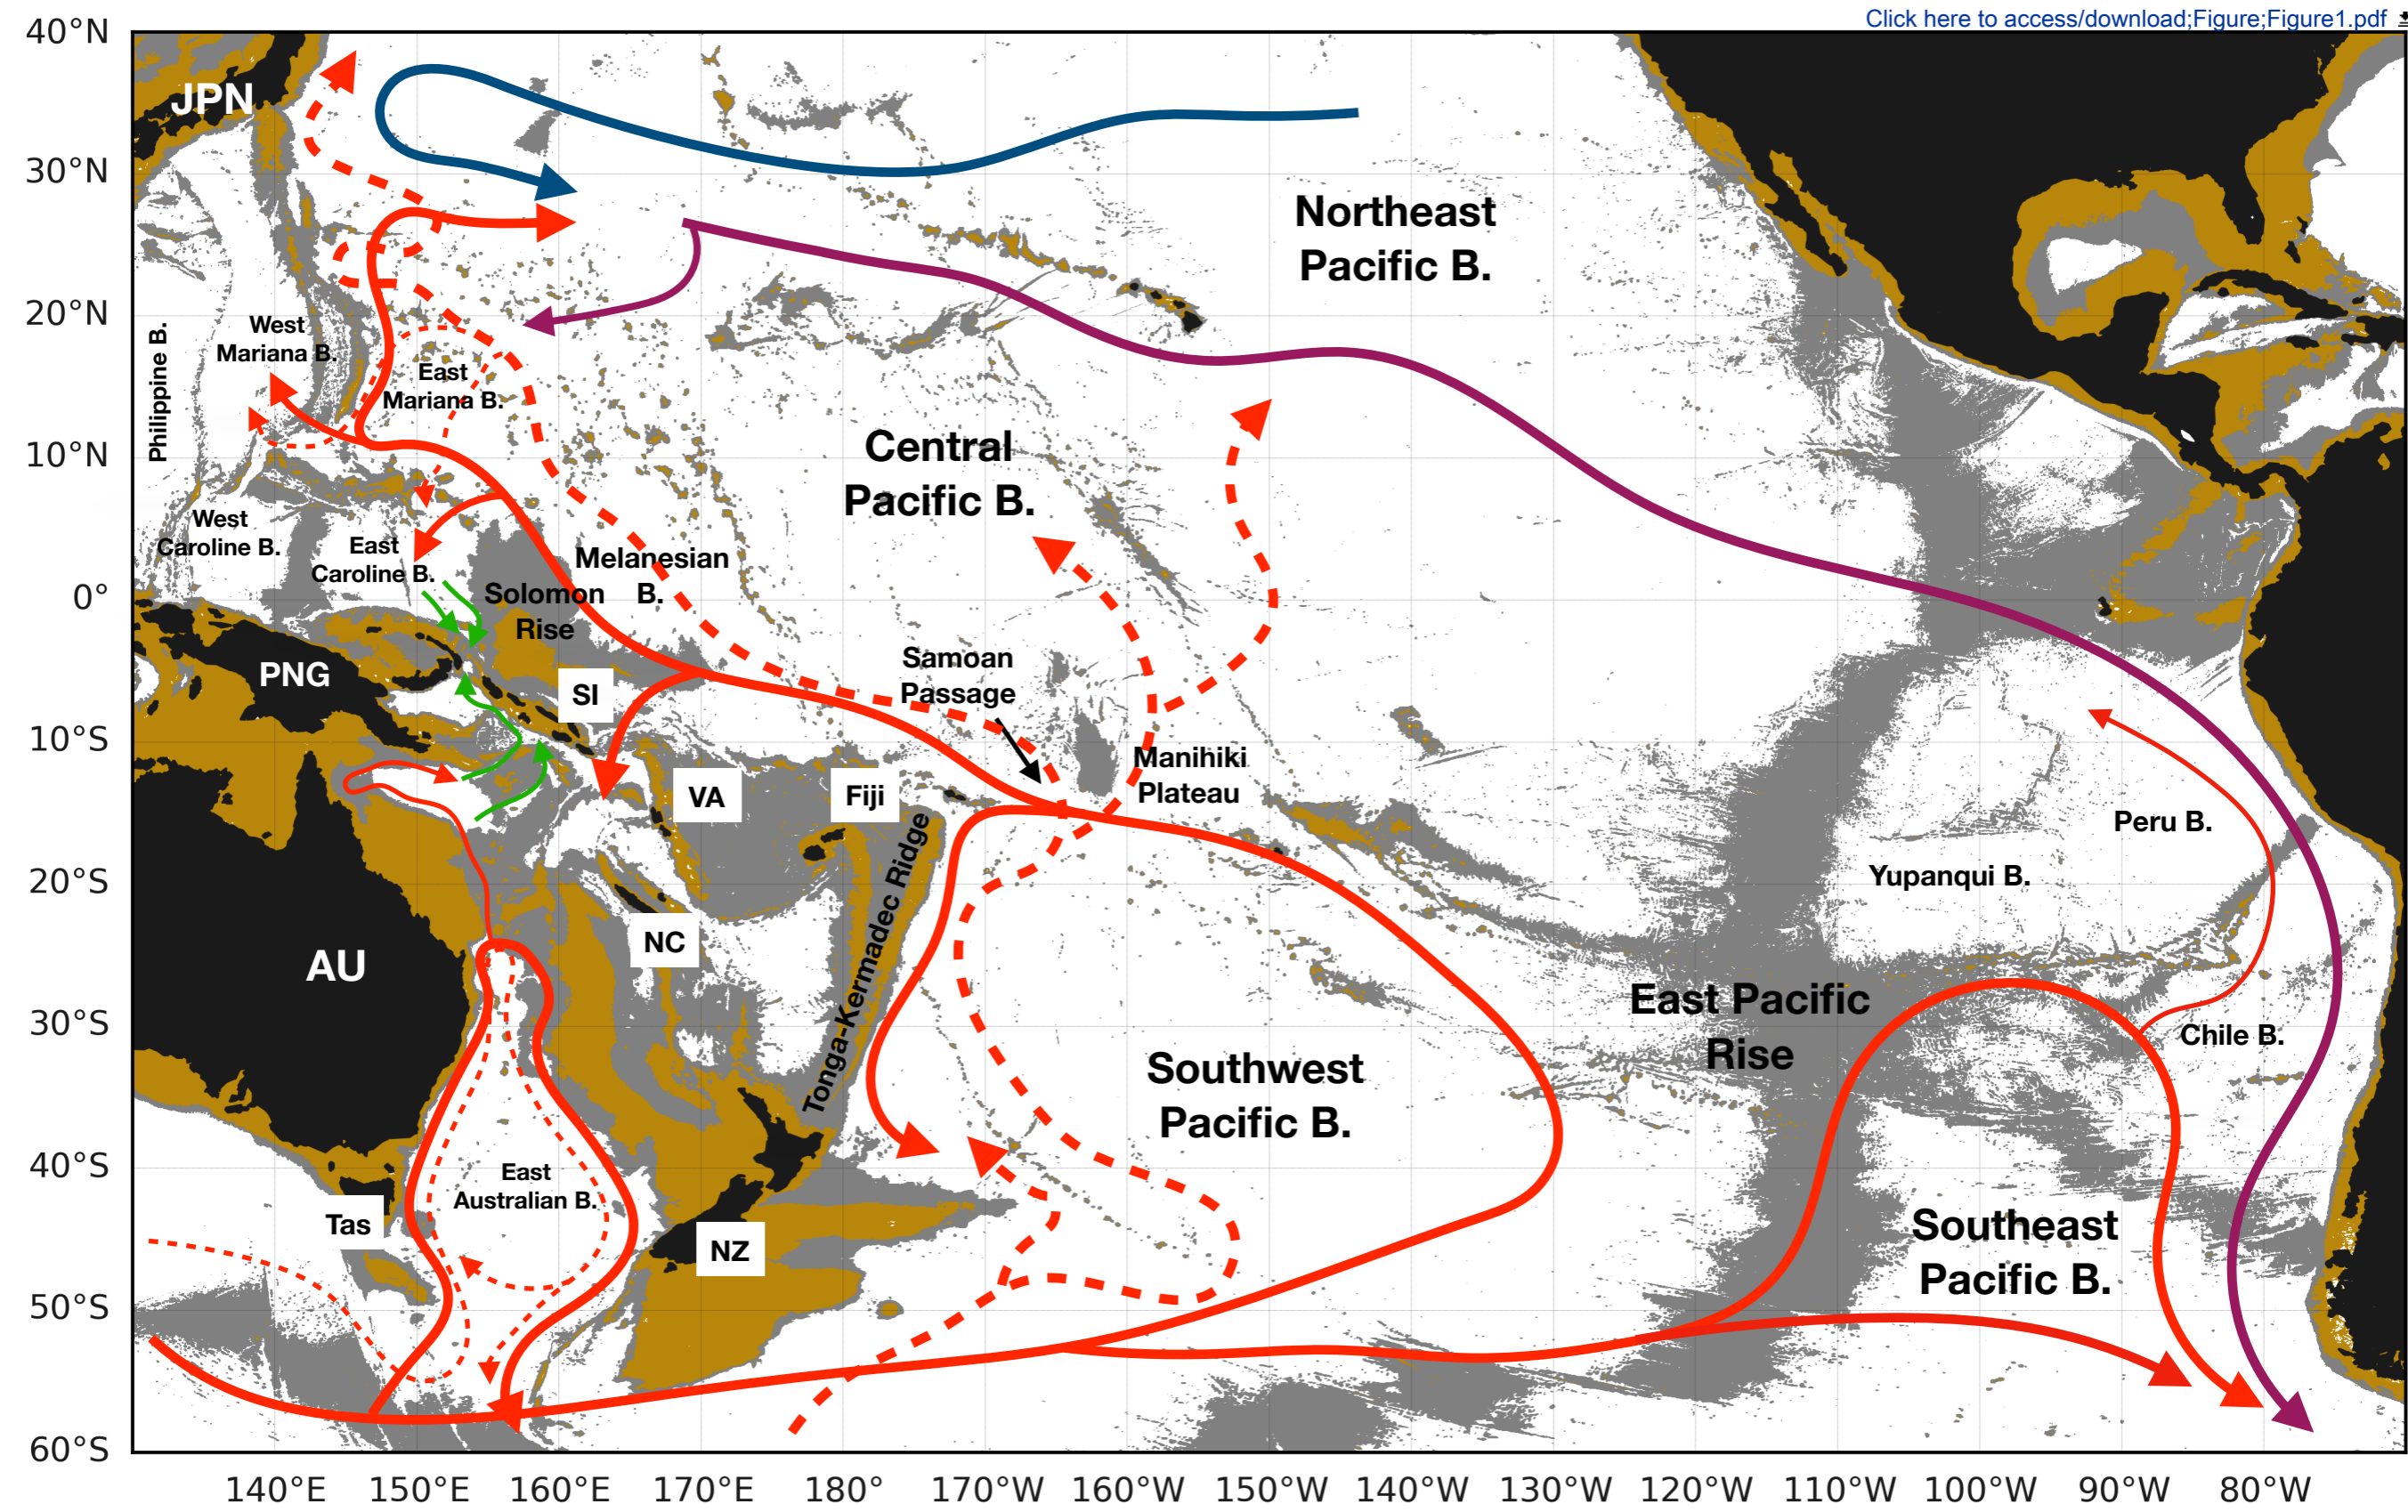 Click here to access/download;Figure;Figure1.pdf
40°N
30°N
20°N
10°N
0°
10°S
20°S
30°S
40°S
50°S
60°S
140°E
150°E
160°E
170°E
180°
170°W
160°W
150°W
140°W
130°W
120°W
110°W
100°W
90°W
80°W
JPN
Northeast
Pacific B.
Philippine B.
West
Mariana B.
East
Mariana B.
Central
Pacific B.
West
Caroline B.
East
Caroline B.
Melanesian
B.
Solomon
Rise
PNG
SI
Samoan
Passage
Manihiki
Plateau
VA
Fiji
Peru B.
Yupanqui B.
Tonga-Kermadec Ridge
NC
AU
East Pacific
Rise
Chile B.
Southwest
Pacific B.
East
Australian B.
Tas
NZ
Southeast
Pacific B.